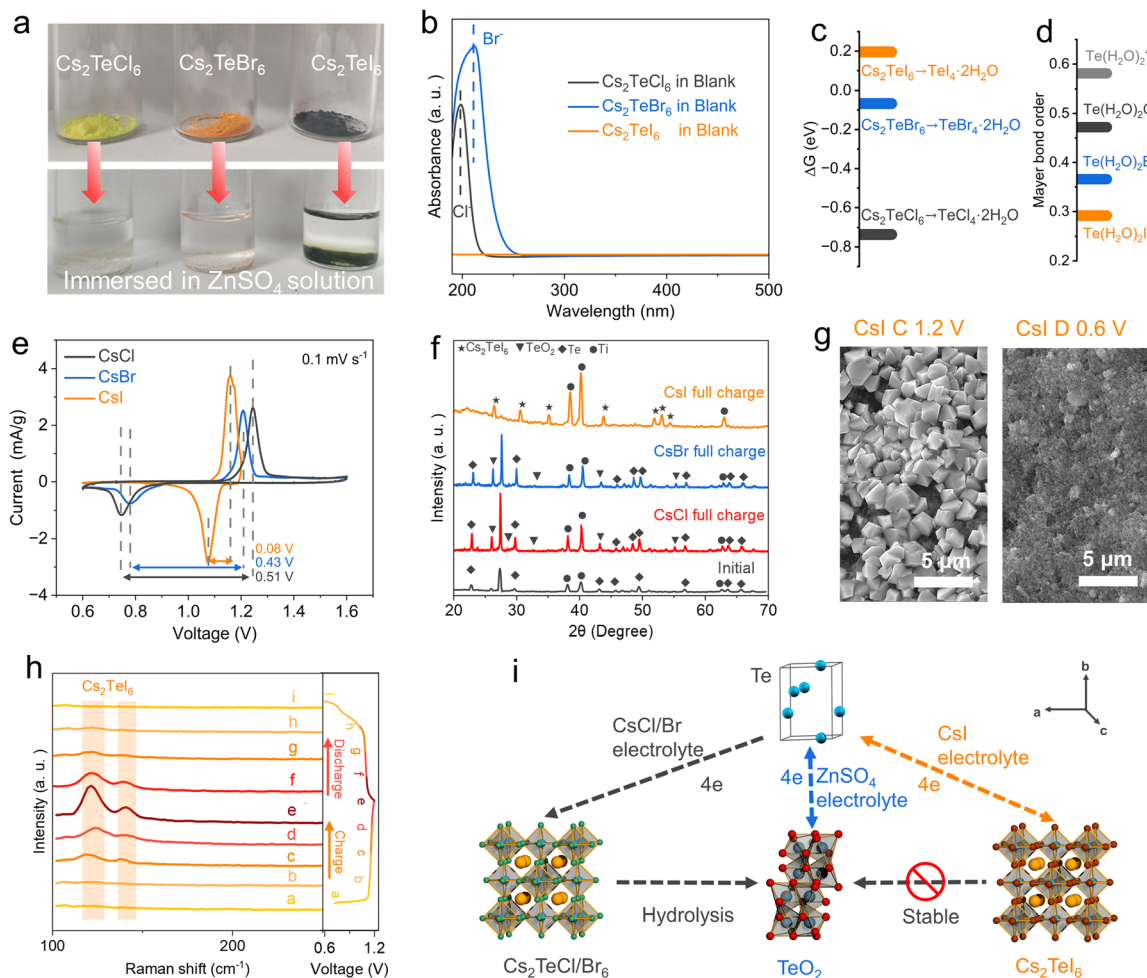 a
Cs₂TeCl₆
Cs₂TeBr₆
Cs₂TeI₆
Immersed in ZnSO₄ solution
b
Br⁻
Cs₂TeCl₆ in Blank
Cs₂TeBr₆ in Blank
Cs₂TeI₆ in Blank
Cl⁻
Absorbance (a. u.)
200 300 400 500
Wavelength (nm)
c
ΔG (eV)
0.2
0.0
−0.2
−0.4
−0.6
−0.8
Cs₂TeI₆→TeI₄·2H₂O
Cs₂TeBr₆→TeBr₄·2H₂O
Cs₂TeCl₆→TeCl₄·2H₂O
d
Mayer bond order
0.6
0.5
0.4
0.3
0.2
Te(H₂O)₂
Te(H₂O)₂
Te(H₂O)₂
Te(H₂O)₂I
e
CsCl
CsBr
CsI
0.1 mV s⁻¹
Current (mA/g)
4
2
0
−2
−4
0.08 V
0.43 V
0.51 V
0.6 0.8 1.0 1.2 1.4 1.6
Voltage (V)
f
Cs₂TeI₆ TeO₂ Te Ti
CsI full charge
CsBr full charge
CsCl full charge
Initial
Intensity (a. u.)
20 30 40 50 60 70
2θ (Degree)
g
CsI C 1.2 V
CsI D 0.6 V
5 μm
5 μm
h
Cs₂TeI₆
Intensity (a. u.)
i
h
g
f
e
d
c
b
a
Discharge
Charge
i
h
g
f
e
d
c
b
a
100 200
0.6 1.2
Raman shift (cm⁻¹)
Voltage (V)
i
Te
b
a
c
CsCl/Br
electrolyte
4e
4e
ZnSO₄
electrolyte
CsI
electrolyte
4e
Hydrolysis
Stable
Cs₂TeCl/Br₆
TeO₂
Cs₂TeI₆